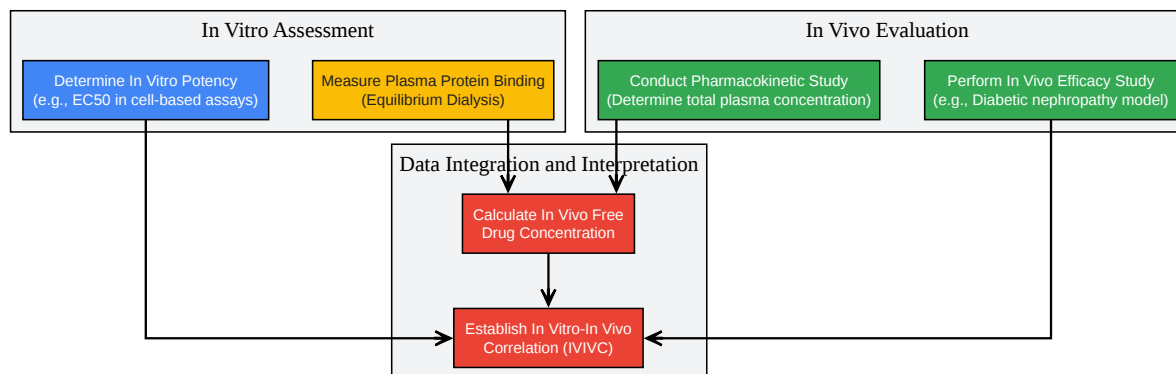 In Vitro Assessment
Determine In Vitro Potency
(e.g., EC50 in cell-based assays)
Measure Plasma Protein Binding
(Equilibrium Dialysis)
In Vivo Evaluation
Conduct Pharmacokinetic Study
(Determine total plasma concentration)
Perform In Vivo Efficacy Study
(e.g., Diabetic nephropathy model)
Data Integration and Interpretation
Calculate In Vivo Free
Drug Concentration
Establish In Vitro-In Vivo
Correlation (IVIVC)